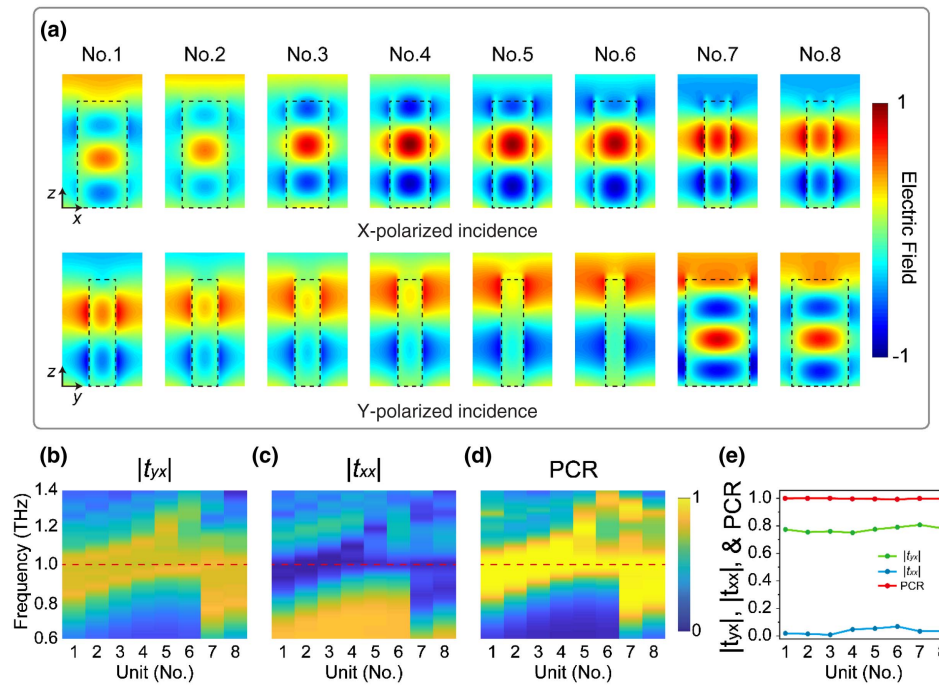 (a)
No.1 No.2 No.3 No.4 No.5 No.6 No.7 No.8
z
x
X-polarized incidence
z
y
Y-polarized incidence
1
Electric Field
-1
(b) |tyx| (c) |txx| (d) PCR (e)
Frequency (THz)
1.4
1.2
1.0
0.8
0.6
1 2 3 4 5 6 7 8
Unit (No.)
1 2 3 4 5 6 7 8
Unit (No.)
1 2 3 4 5 6 7 8
Unit (No.)
1
0
|tyx|, |txx|, & PCR
1.0
0.8
0.6
0.4
0.2
0.0
|tyx|
|txx|
PCR
1 2 3 4 5 6 7 8
Unit (No.)